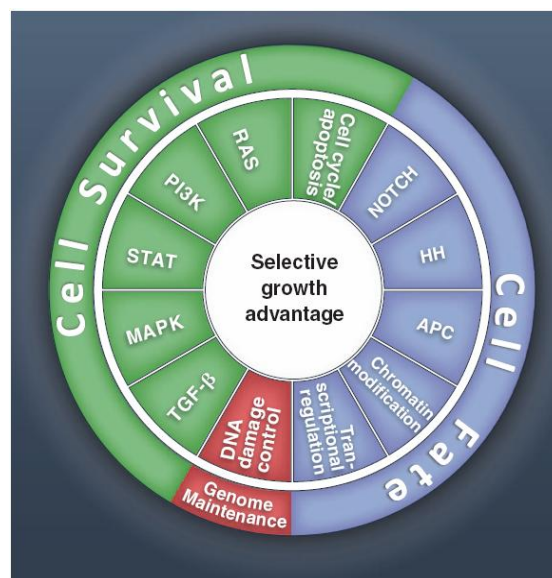 Cell Survival
Cell Fate
Genome
Maintenance
Selective
growth
advantage
Cell cycle/
apoptosis
NOTCH
HH
APC
Chromatin
modification
Tran-
scriptional
regulation
DNA
damage
control
TGF-β
MAPK
STAT
PI3K
RAS